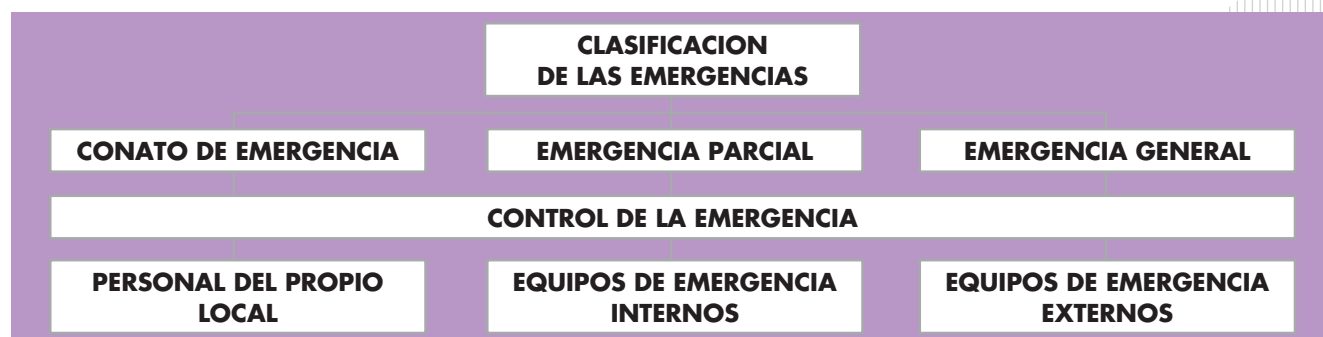 CLASIFICACION
DE LAS EMERGENCIAS
CONATO DE EMERGENCIA
EMERGENCIA PARCIAL
EMERGENCIA GENERAL
CONTROL DE LA EMERGENCIA
PERSONAL DEL PROPIO
LOCAL
EQUIPOS DE EMERGENCIA
INTERNOS
EQUIPOS DE EMERGENCIA
EXTERNOS